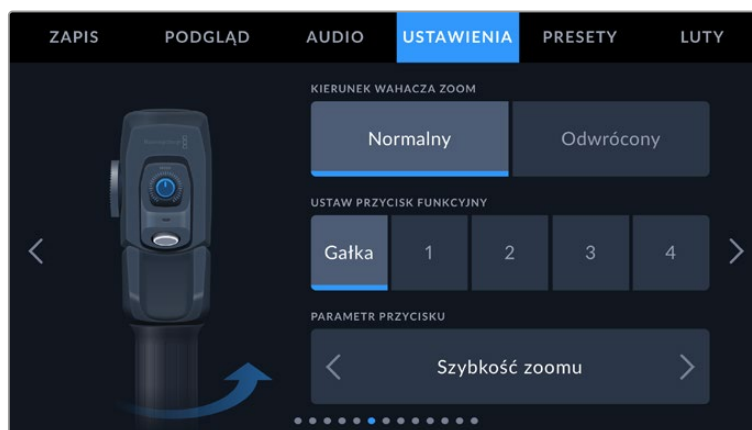 ZAPIS PODGLĄD AUDIO USTAWIENIA PRESETY LUTY
KIERUNEK WAHACZA ZOOM
Normalny Odwrócony
USTAW PRZYCISK FUNKCYJNY
Gałka 1 2 3 4
PARAMETR PRZYCISKU
Szybkość zoomu